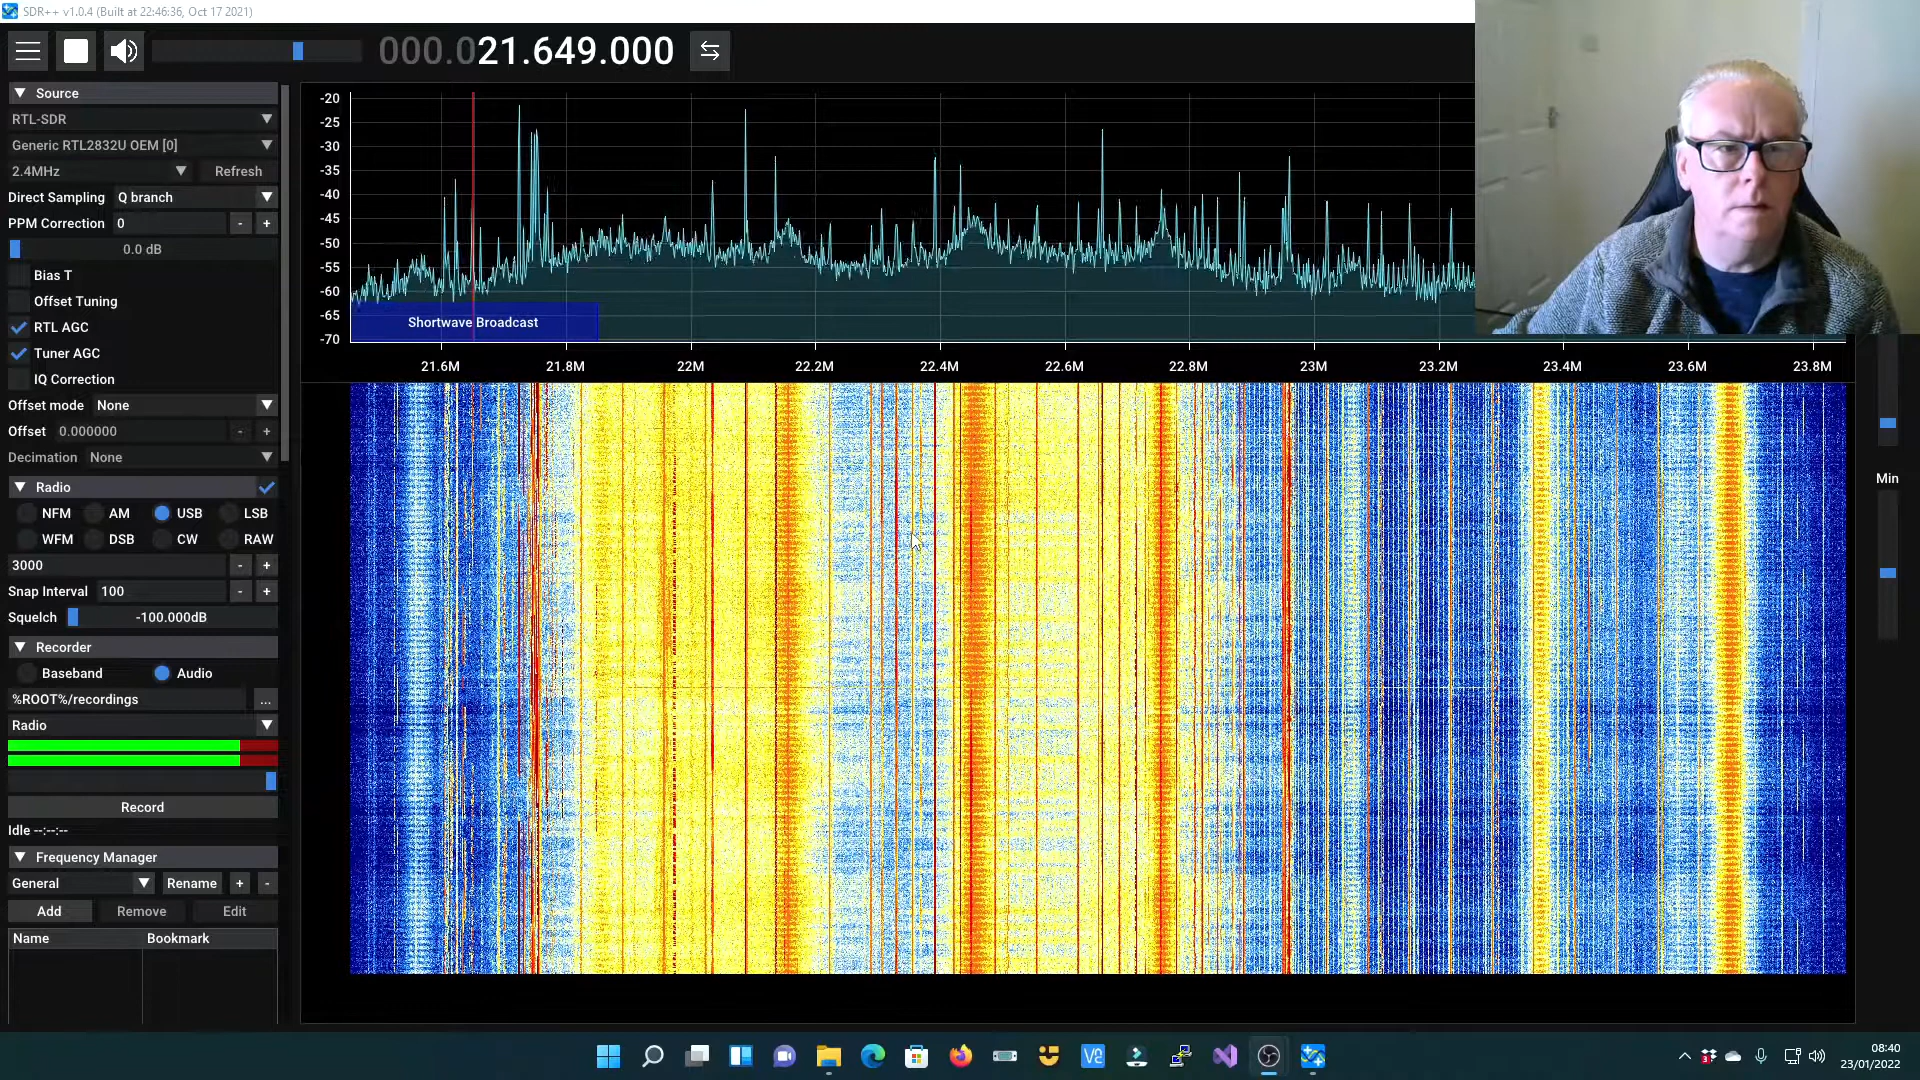 SDR++ v1.0.4 (Built at 22:46:36, Oct 17 2021)
000.021.649.000
Source
RTL-SDR
Generic RTL2832U OEM [0]
2.4MHz Refresh
Direct Sampling Q branch
PPM Correction 0 - +
0.0 dB
Bias T
Offset Tuning
RTL AGC
Tuner AGC
IQ Correction
Offset mode None
Offset 0.000000 - +
Decimation None
Radio
NFM AM USB LSB
WFM DSB CW RAW
3000 - +
Snap Interval 100 - +
Squelch -100.000dB
Recorder
Baseband Audio
%ROOT%/recordings ...
Radio
Record
Idle --:--:--
Frequency Manager
General Rename + -
Add Remove Edit
Name Bookmark
-20
-25
-30
-35
-40
-45
-50
-55
-60
-65
-70
Shortwave Broadcast
21.6M 21.8M 22M 22.2M 22.4M 22.6M 22.8M 23M 23.2M 23.4M 23.6M 23.8M
Min
08:40
23/01/2022